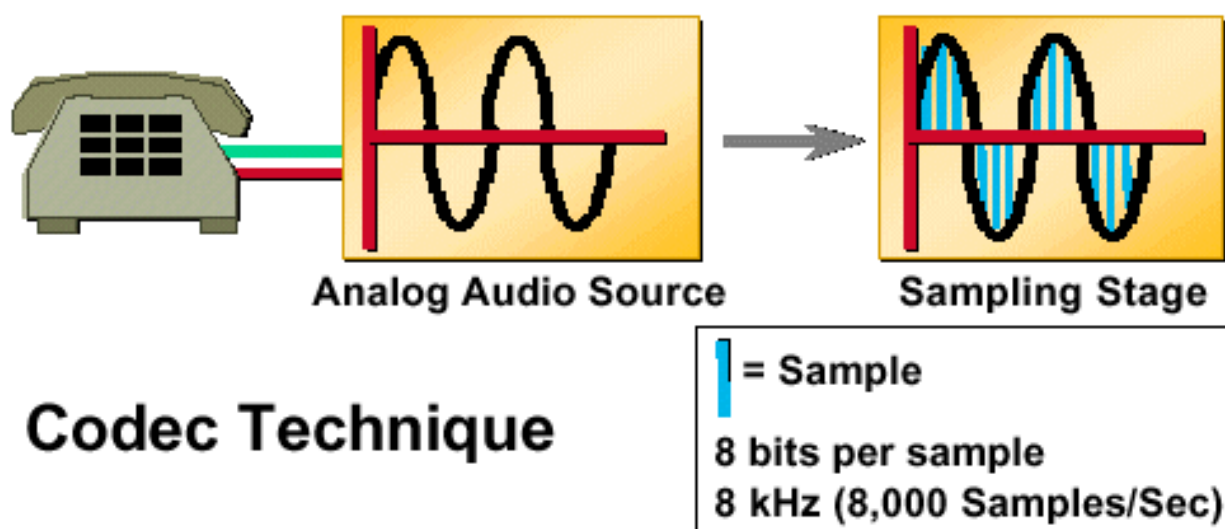 Analog Audio Source
Sampling Stage
= Sample
8 bits per sample
8 kHz (8,000 Samples/Sec)
Codec Technique